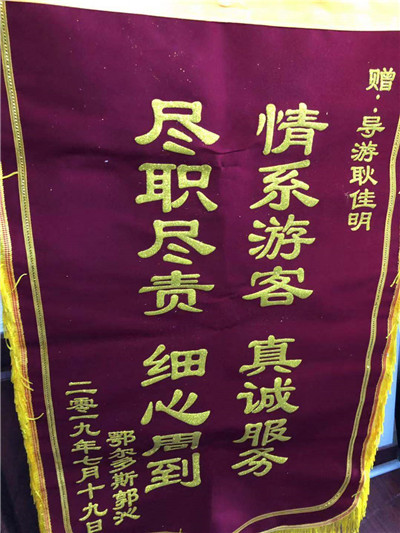 赠：导游耿佳明
情系游客 真诚服务
尽职尽责 细心周到
鄂尔多斯郭沁
二零一九年七月十九日